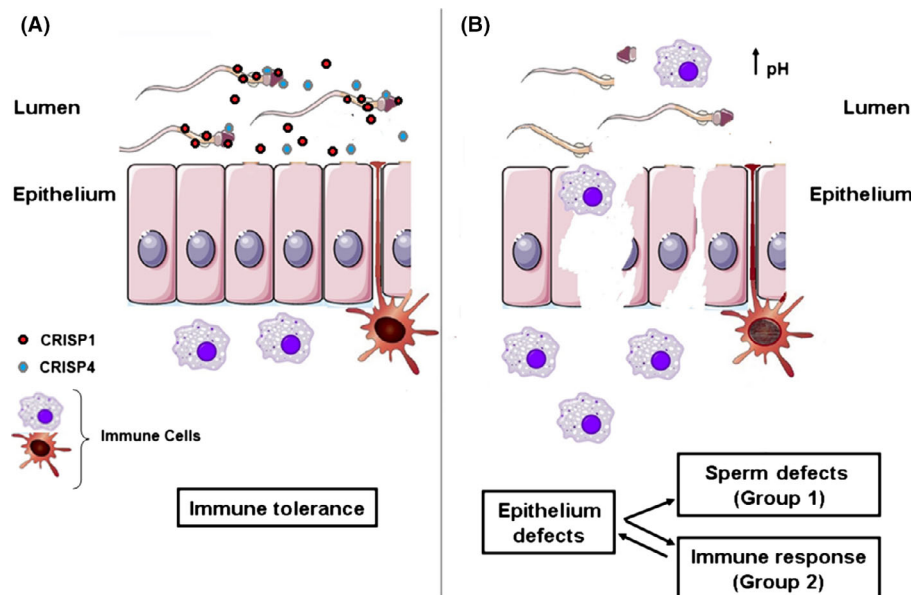 (A)
Lumen
Epithelium
CRISP1
CRISP4
Immune Cells
Immune tolerance
(B)
pH
Lumen
Epithelium
Epithelium
defects
Sperm defects
(Group 1)
Immune response
(Group 2)